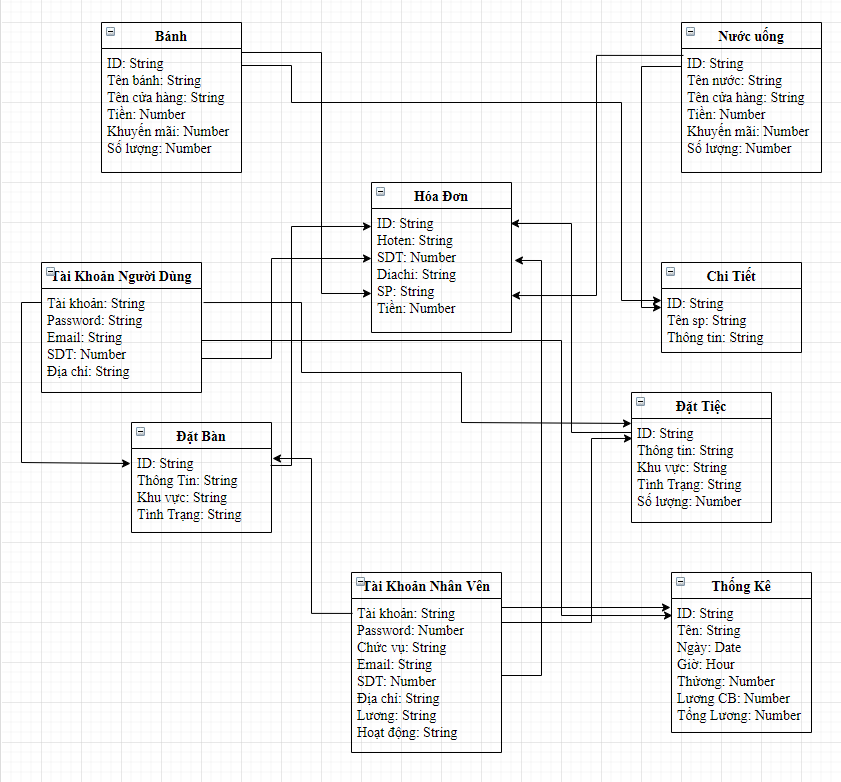 Bánh
ID: String
Tên bánh: String
Tên cửa hàng: String
Tiền: Number
Khuyến mãi: Number
Số lượng: Number
Nước uống
ID: String
Tên nước: String
Tên cửa hàng: String
Tiền: Number
Khuyến mãi: Number
Số lượng: Number
Hóa Đơn
ID: String
Hoten: String
SDT: Number
Diachi: String
SP: String
Tiền: Number
Tài Khoản Người Dùng
Tài khoản: String
Password: String
Email: String
SDT: Number
Địa chỉ: String
Chi Tiết
ID: String
Tên sp: String
Thông tin: String
Đặt Tiệc
ID: String
Thông tin: String
Khu vực: String
Tình Trạng: String
Số lượng: Number
Đặt Bàn
ID: String
Thông Tin: String
Khu vực: String
Tình Trạng: String
Tài Khoản Nhân Vên
Tài khoản: String
Password: Number
Chức vụ: String
Email: String
SDT: Number
Địa chỉ: String
Lương: String
Hoạt động: String
Thống Kê
ID: String
Tên: String
Ngày: Date
Giờ: Hour
Thưởng: Number
Lương CB: Number
Tổng Lương: Number